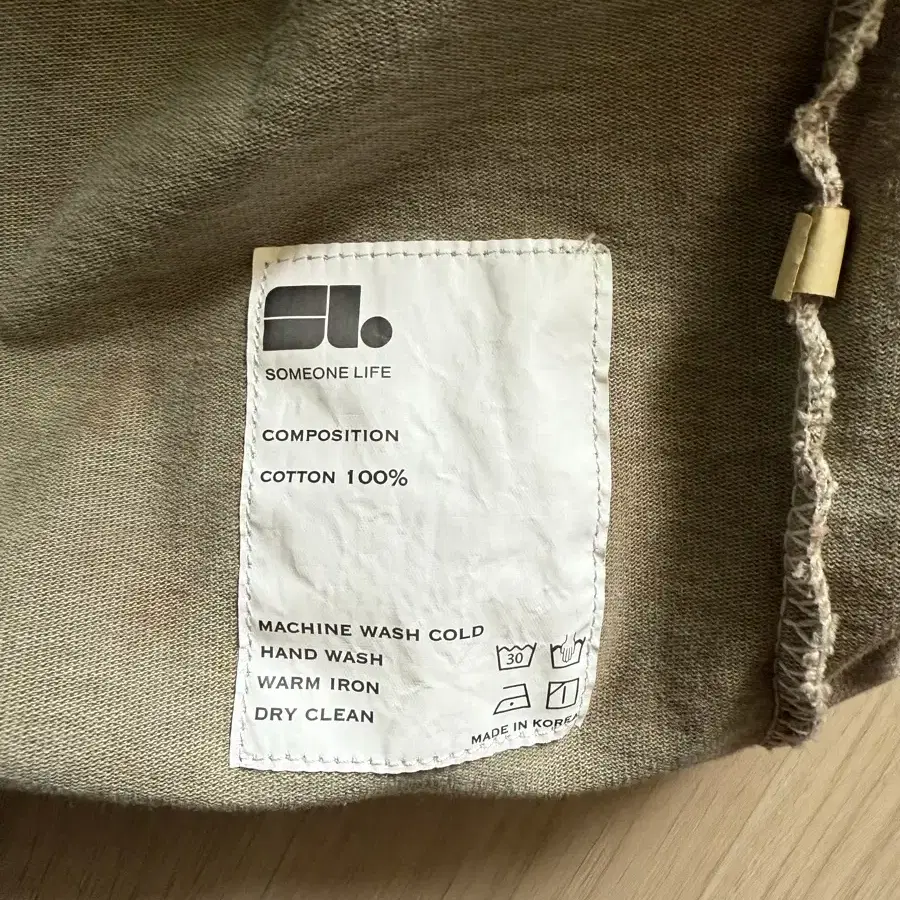 SL.
SOMEONE LIFE
COMPOSITION
COTTON 100%
MACHINE WASH COLD
HAND WASH
WARM IRON
DRY CLEAN
30
MADE IN KOREA